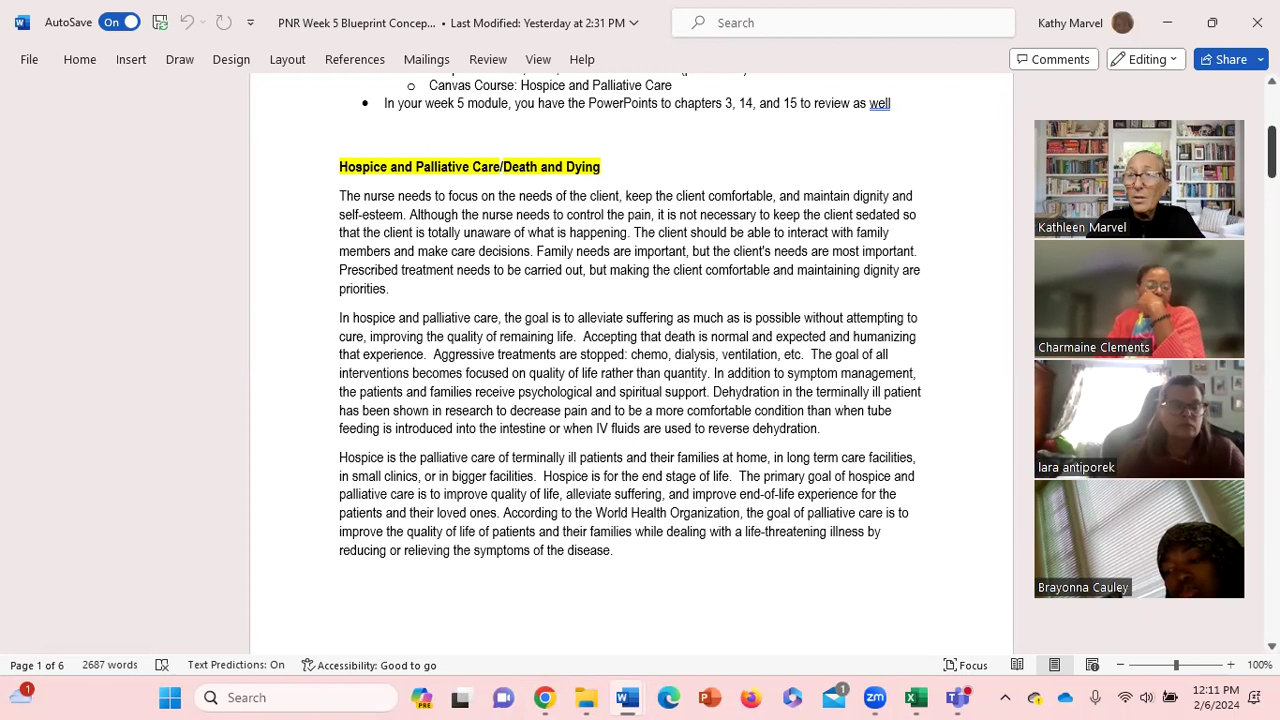 AutoSave On PNR Week 5 Blueprint Concep... • Last Modified: Yesterday at 2:31 PM Search Kathy Marvel
File Home Insert Draw Design Layout References Mailings Review View Help Comments Editing Share
o Canvas Course: Hospice and Palliative Care
• In your week 5 module, you have the PowerPoints to chapters 3, 14, and 15 to review as well
Hospice and Palliative Care/Death and Dying
The nurse needs to focus on the needs of the client, keep the client comfortable, and maintain dignity and
self-esteem. Although the nurse needs to control the pain, it is not necessary to keep the client sedated so
that the client is totally unaware of what is happening. The client should be able to interact with family
members and make care decisions. Family needs are important, but the client's needs are most important.
Prescribed treatment needs to be carried out, but making the client comfortable and maintaining dignity are
priorities.
In hospice and palliative care, the goal is to alleviate suffering as much as is possible without attempting to
cure, improving the quality of remaining life. Accepting that death is normal and expected and humanizing
that experience. Aggressive treatments are stopped: chemo, dialysis, ventilation, etc. The goal of all
interventions becomes focused on quality of life rather than quantity. In addition to symptom management,
the patients and families receive psychological and spiritual support. Dehydration in the terminally ill patient
has been shown in research to decrease pain and to be a more comfortable condition than when tube
feeding is introduced into the intestine or when IV fluids are used to reverse dehydration.
Hospice is the palliative care of terminally ill patients and their families at home, in long term care facilities,
in small clinics, or in bigger facilities. Hospice is for the end stage of life. The primary goal of hospice and
palliative care is to improve quality of life, alleviate suffering, and improve end-of-life experience for the
patients and their loved ones. According to the World Health Organization, the goal of palliative care is to
improve the quality of life of patients and their families while dealing with a life-threatening illness by
reducing or relieving the symptoms of the disease.
Kathleen Marvel
Charmaine Clements
lara antiporek
Brayonna Cauley
Page 1 of 6 2687 words Text Predictions: On Accessibility: Good to go Focus 100%
1 Search PRE 1 zm 12:11 PM
2/6/2024